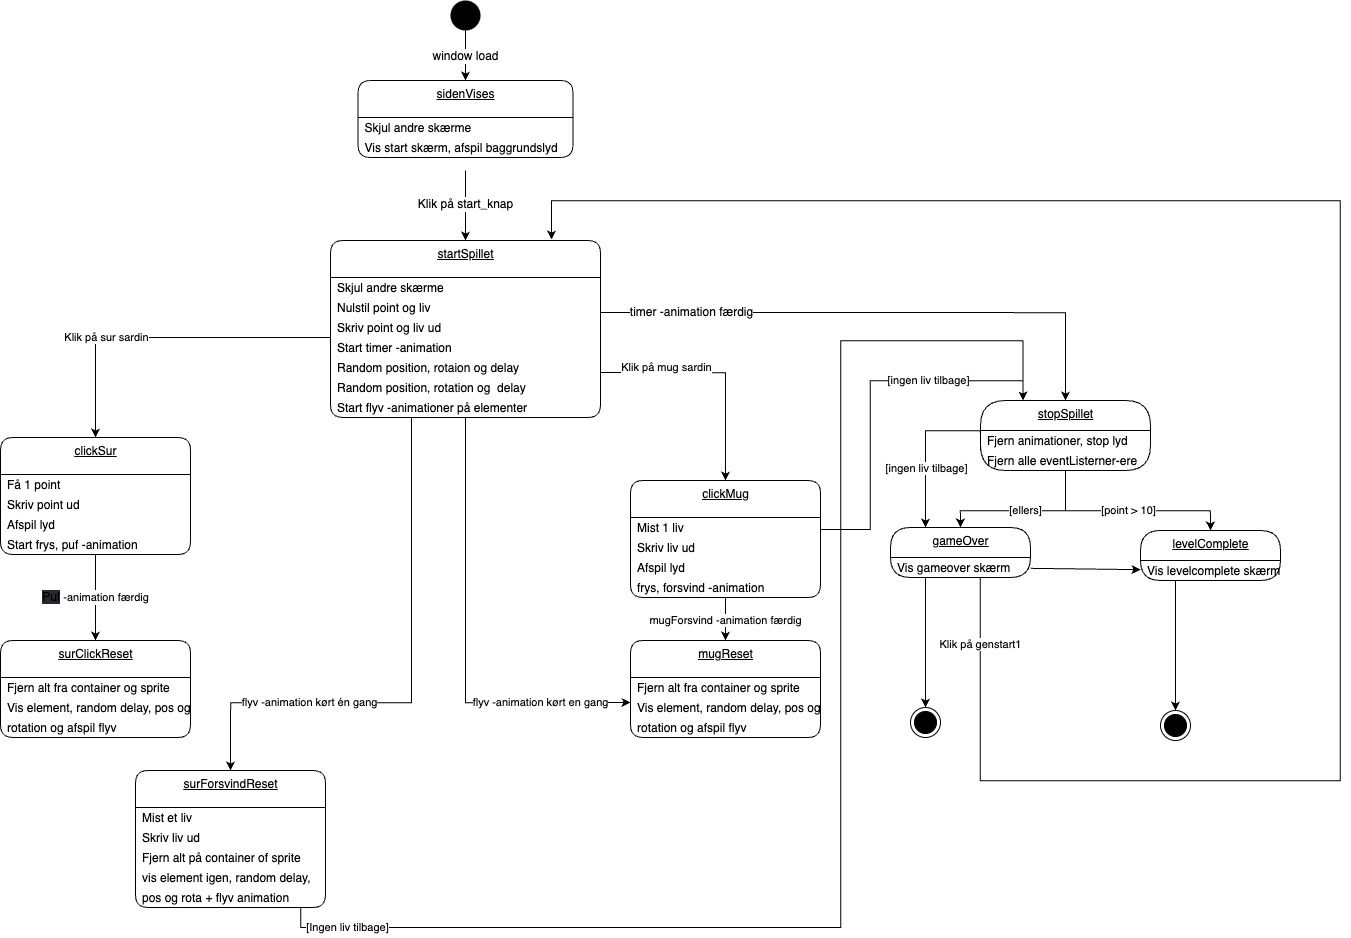 window load
sidenVises
Skjul andre skærme
Vis start skærm, afspil baggrundslyd
Klik på start_knap
startSpillet
Skjul andre skærme
Nulstil point og liv
Skriv point og liv ud
Start timer -animation
Random position, rotaion og delay
Random position, rotation og  delay
Start flyv -animationer på elementer
timer -animation færdig
Klik på sur sardin
Klik på mug sardin
[ingen liv tilbage]
stopSpillet
Fjern animationer, stop lyd
Fjern alle eventListerner-ere
clickSur
Få 1 point
Skriv point ud
Afspil lyd
Start frys, puf -animation
[ingen liv tilbage]
clickMug
Mist 1 liv
Skriv liv ud
Afspil lyd
frys, forsvind -animation
[ellers]
[point > 10]
gameOver
Vis gameover skærm
levelComplete
Vis levelcomplete skærm
Puf -animation færdig
mugForsvind -animation færdig
Klik på genstart1
surClickReset
Fjern alt fra container og sprite
Vis element, random delay, pos og
rotation og afspil flyv
mugReset
Fjern alt fra container og sprite
Vis element, random delay, pos og
rotation og afspil flyv
flyv -animation kørt én gang
flyv -animation kørt en gang
surForsvindReset
Mist et liv
Skriv liv ud
Fjern alt på container of sprite
vis element igen, random delay,
pos og rota + flyv animation
[Ingen liv tilbage]